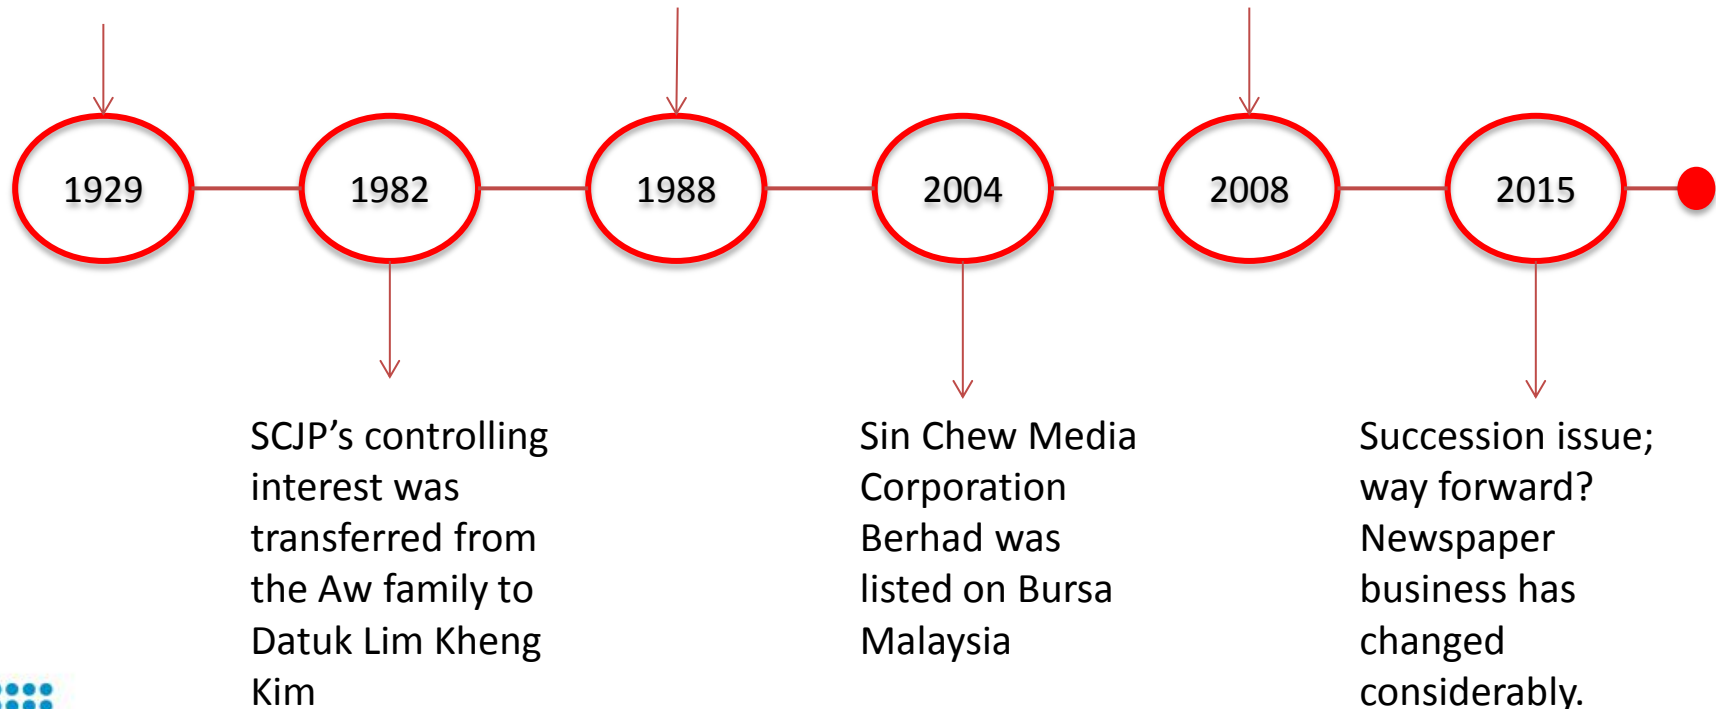 1929
1982
1988
2004
2008
2015
SCJP’s controlling
interest was
transferred from
the Aw family to
Datuk Lim Kheng
Kim
Sin Chew Media
Corporation
Berhad was
listed on Bursa
Malaysia
Succession issue;
way forward?
Newspaper
business has
changed
considerably.